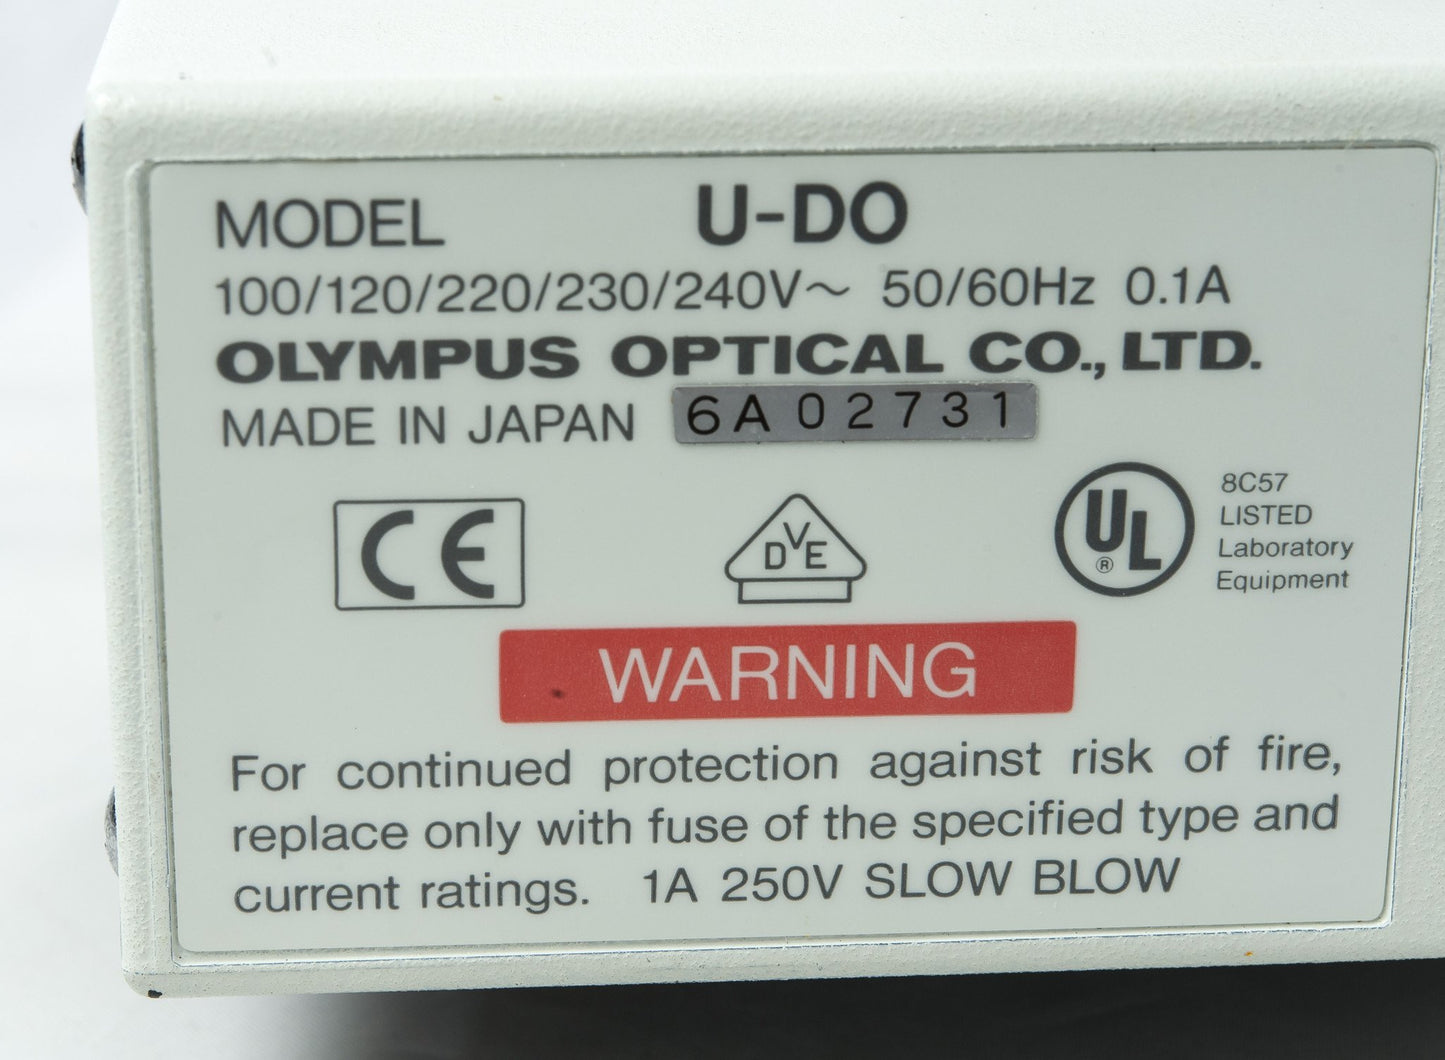 MODEL U-DO
100/120/220/230/240V～ 50/60Hz 0.1A
OLYMPUS OPTICAL CO., LTD.
MADE IN JAPAN 6A02731
CE
DVE
UL
®
8C57
LISTED
Laboratory
Equipment
WARNING
For continued protection against risk of fire,
replace only with fuse of the specified type and
current ratings. 1A 250V SLOW BLOW